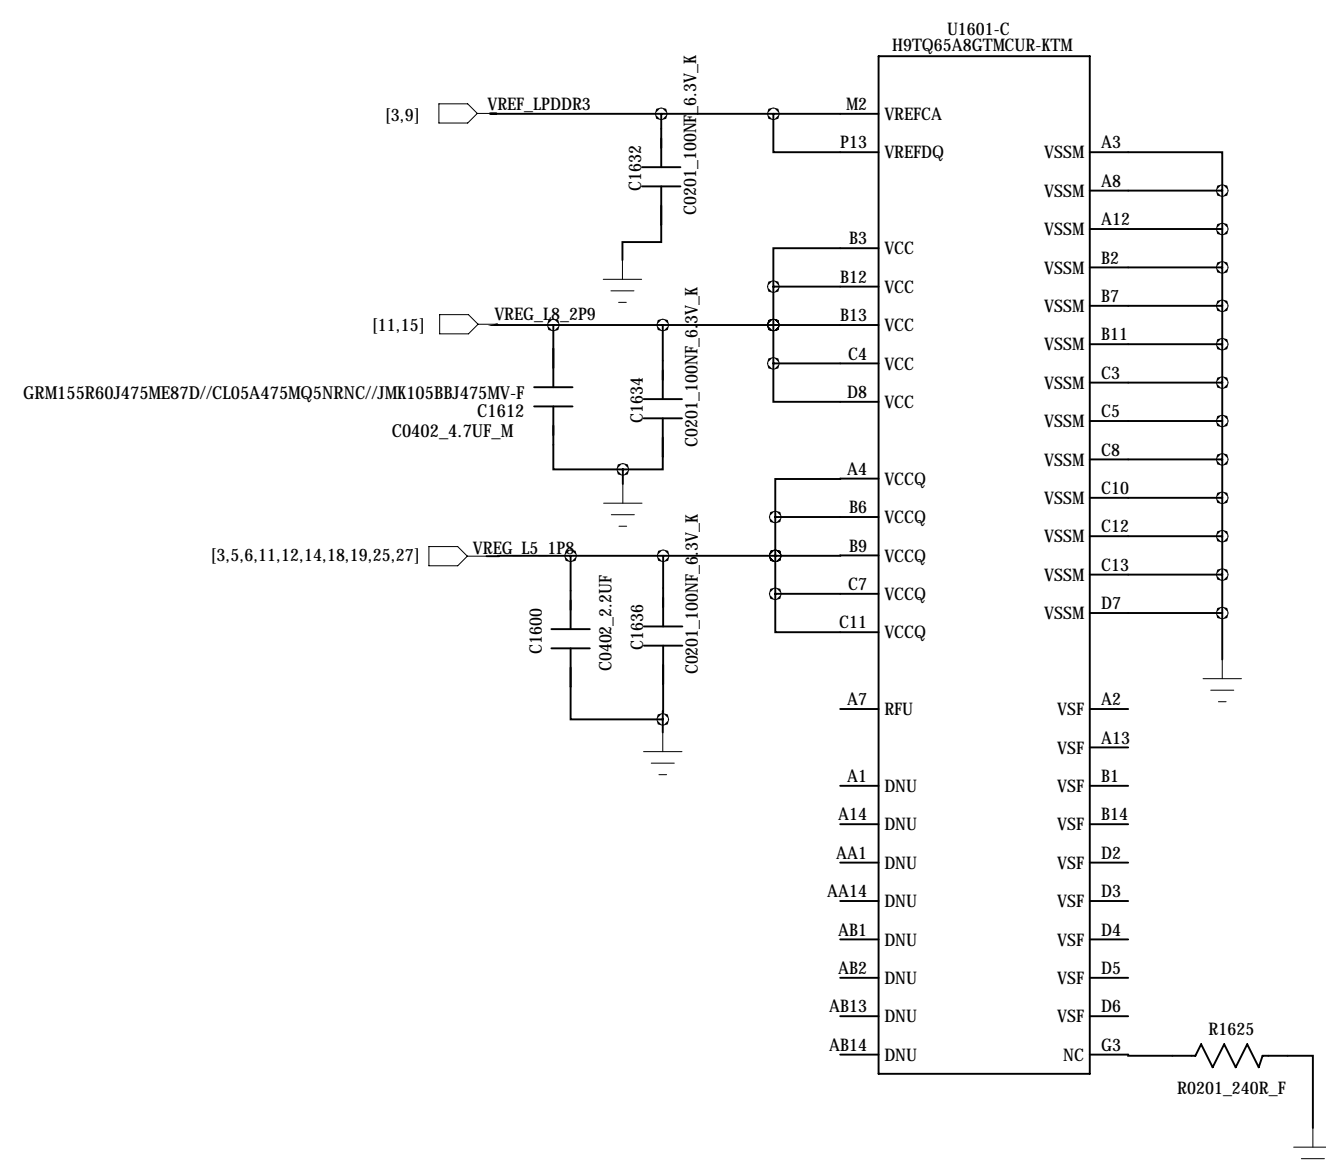 U1601-C
H9TQ65A8GTMCUR-KTM
[3,9]
VREF_LPDDR3
C1632
C0201_100NF_6.3V_K
M2
VREFCA
P13
VREFDQ
B3
VCC
B12
VCC
[11,15]
VREG_L8_2P9
B13
VCC
C4
VCC
D8
VCC
GRM155R60J475ME87D//CL05A475MQ5NRNC//JMK105BBJ475MV-F
C1612
C0402_4.7UF_M
C1634
C0201_100NF_6.3V_K
A4
VCCQ
B6
VCCQ
[3,5,6,11,12,14,18,19,25,27]
VREG_L5_1P8
B9
VCCQ
C7
VCCQ
C11
VCCQ
C1600
C0402_2.2UF
C1636
C0201_100NF_6.3V_K
A7
RFU
A1
DNU
A14
DNU
AA1
DNU
AA14
DNU
AB1
DNU
AB2
DNU
AB13
DNU
AB14
DNU
VSSM
A3
VSSM
A8
VSSM
A12
VSSM
B2
VSSM
B7
VSSM
B11
VSSM
C3
VSSM
C5
VSSM
C8
VSSM
C10
VSSM
C12
VSSM
C13
VSSM
D7
VSF
A2
VSF
A13
VSF
B1
VSF
B14
VSF
D2
VSF
D3
VSF
D4
VSF
D5
VSF
D6
NC
G3
R1625
R0201_240R_F